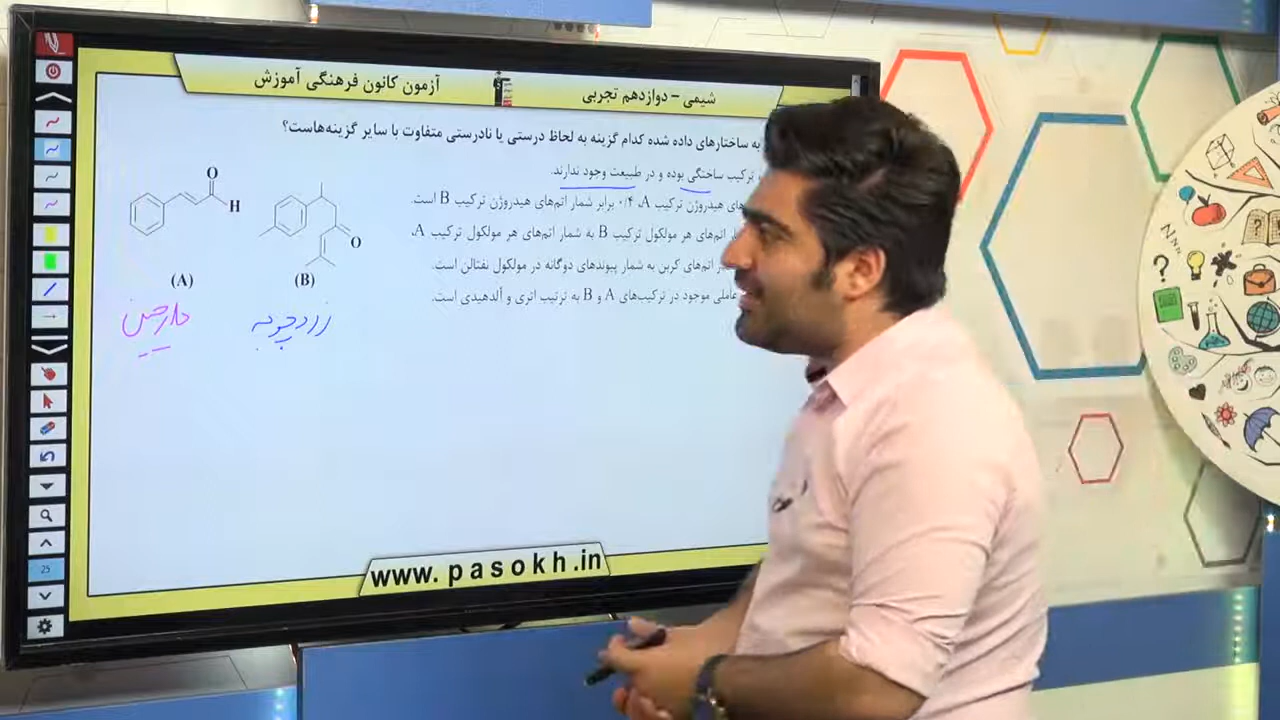 شیمی - دوازدهم تجربی
آزمون کانون فرهنگی آموزش
به ساختارهای داده شده کدام گزینه به لحاظ درستی یا نادرستی متفاوت با سایر گزینه‌هاست؟
ترکیب ساختگی بوده و در طبیعت وجود ندارند.
های هیدروژن ترکیب A، ۰/۴ برابر شمار اتم‌های هیدروژن ترکیب B است.
اتم‌های هر مولکول ترکیب B به شمار اتم‌های هر مولکول ترکیب A،
اتم‌های کربن به شمار پیوندهای دوگانه در مولکول نفتالن است.
عاملی موجود در ترکیب‌های A و B به ترتیب اتری و آلدهیدی است.
O
H
O
(A)
(B)
دارچین
زردچوبه
www. pasokh .in
25